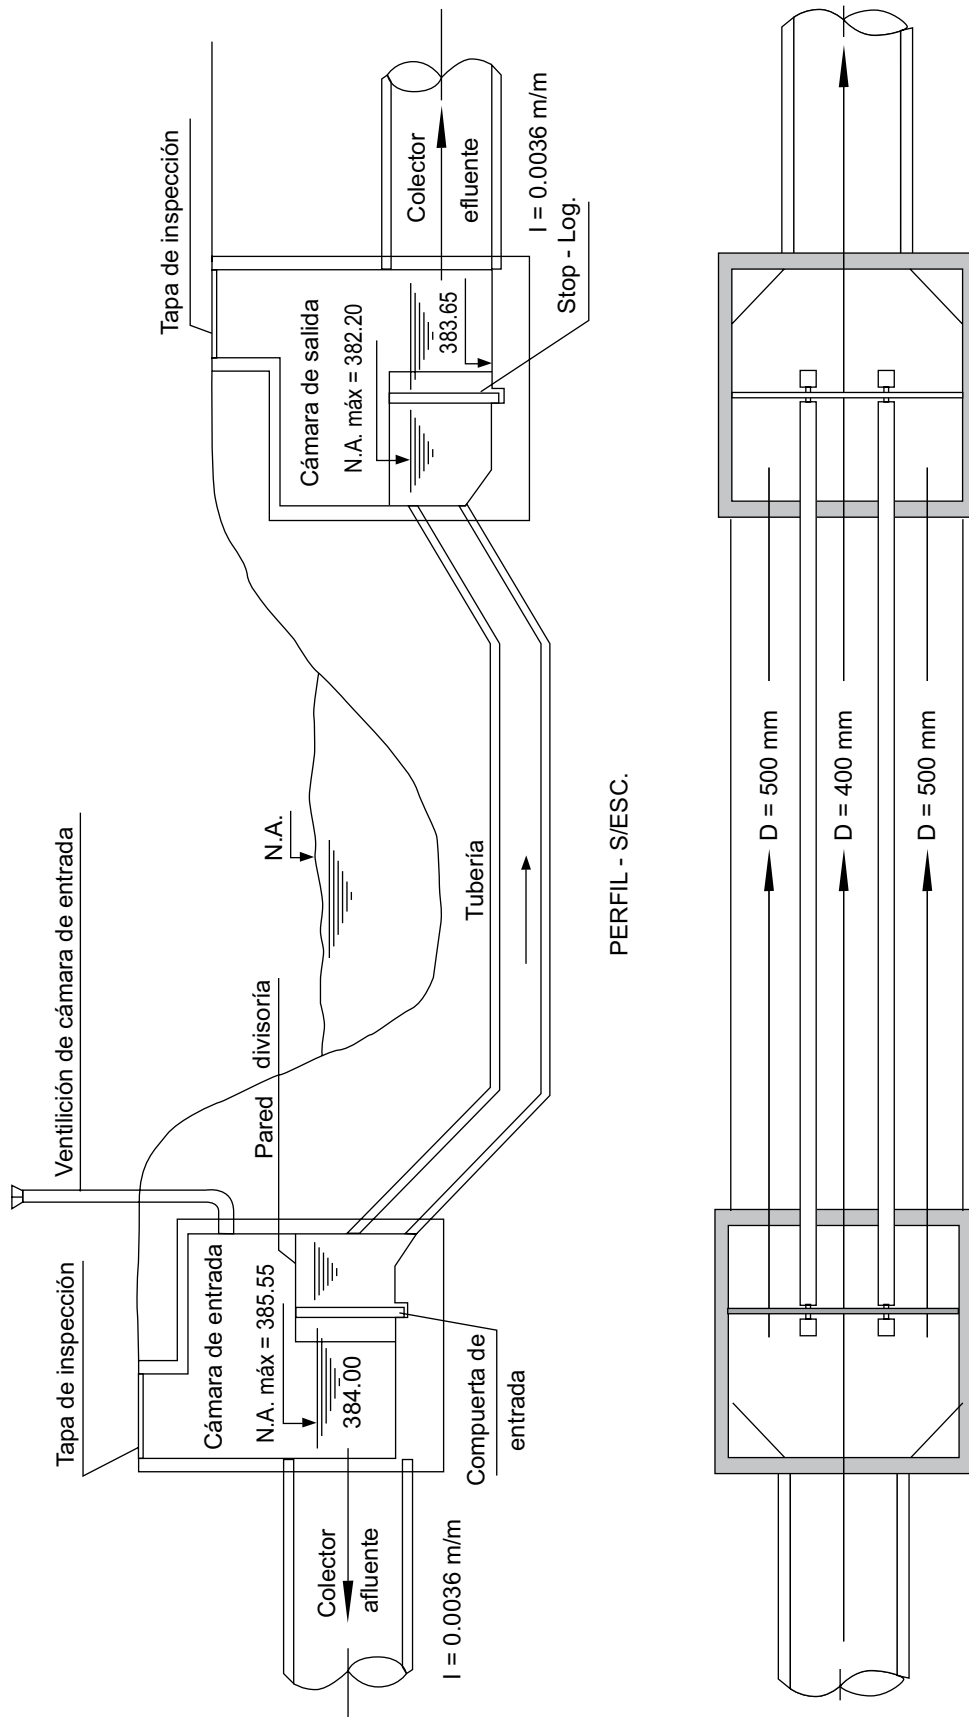 Ventilición de cámara de entrada
Tapa de inspección
Cámara de entrada
N.A. máx = 385.55
384.00
Pared divisoría
N.A.
Colector
afluente
I = 0.0036 m/m
Compuerta de
entrada
Tubería
Tapa de inspección
Cámara de salida
N.A. máx = 382.20
383.65
Colector
efluente
I = 0.0036 m/m
Stop - Log.
PERFIL - S/ESC.
D = 500 mm
D = 400 mm
D = 500 mm